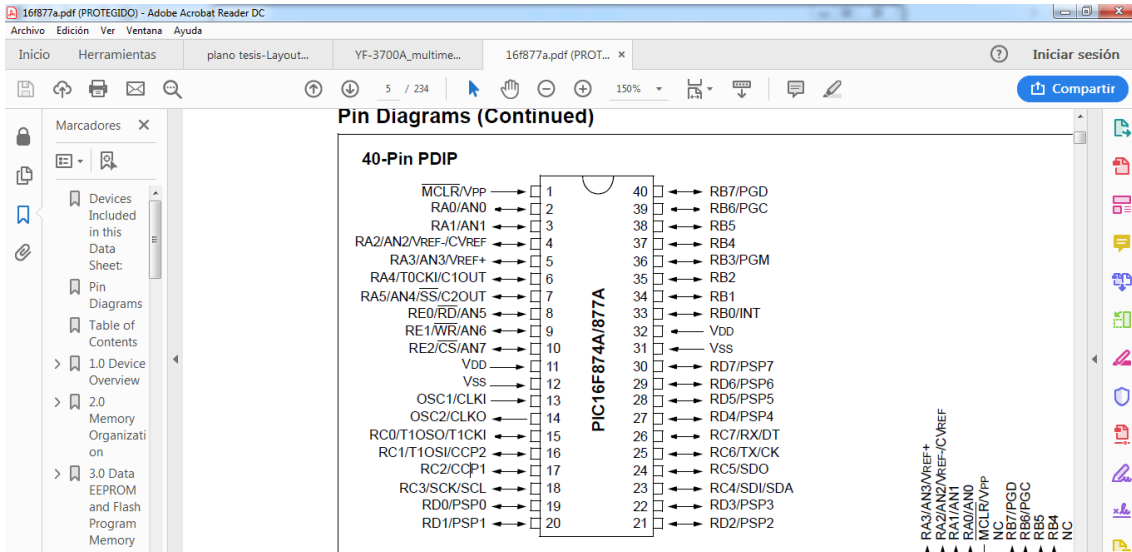 16f877a.pdf (PROTEGIDO) - Adobe Acrobat Reader DC
Archivo Edición Ver Ventana Ayuda
Inicio Herramientas plano tesis-Layout... YF-3700A_multime... 16f877a.pdf (PROT... × Iniciar sesión
5 / 234 150% Compartir
Marcadores
Devices
Included
in this
Data
Sheet:
Pin
Diagrams
Table of
Contents
1.0 Device
Overview
2.0
Memory
Organizati
on
3.0 Data
EEPROM
and Flash
Program
Memory
Pin Diagrams (Continued)
40-Pin PDIP
MCLR/VPP 1 40 RB7/PGD
RA0/AN0 2 39 RB6/PGC
RA1/AN1 3 38 RB5
RA2/AN2/VREF-/CVREF 4 37 RB4
RA3/AN3/VREF+ 5 36 RB3/PGM
RA4/T0CKI/C1OUT 6 35 RB2
RA5/AN4/SS/C2OUT 7 34 RB1
RE0/RD/AN5 8 33 RB0/INT
RE1/WR/AN6 9 32 VDD
RE2/CS/AN7 10 31 VSS
VDD 11 30 RD7/PSP7
VSS 12 29 RD6/PSP6
OSC1/CLKI 13 28 RD5/PSP5
OSC2/CLKO 14 27 RD4/PSP4
RC0/T1OSO/T1CKI 15 26 RC7/RX/DT
RC1/T1OSI/CCP2 16 25 RC6/TX/CK
RC2/CCP1 17 24 RC5/SDO
RC3/SCK/SCL 18 23 RC4/SDI/SDA
RD0/PSP0 19 22 RD3/PSP3
RD1/PSP1 20 21 RD2/PSP2
PIC16F874A/877A
RA3/AN3/VREF+
RA2/AN2/VREF-/CVREF
RA1/AN1
RA0/AN0
MCLR/VPP
NC
RB7/PGD
RB6/PGC
RB5
RB4
NC